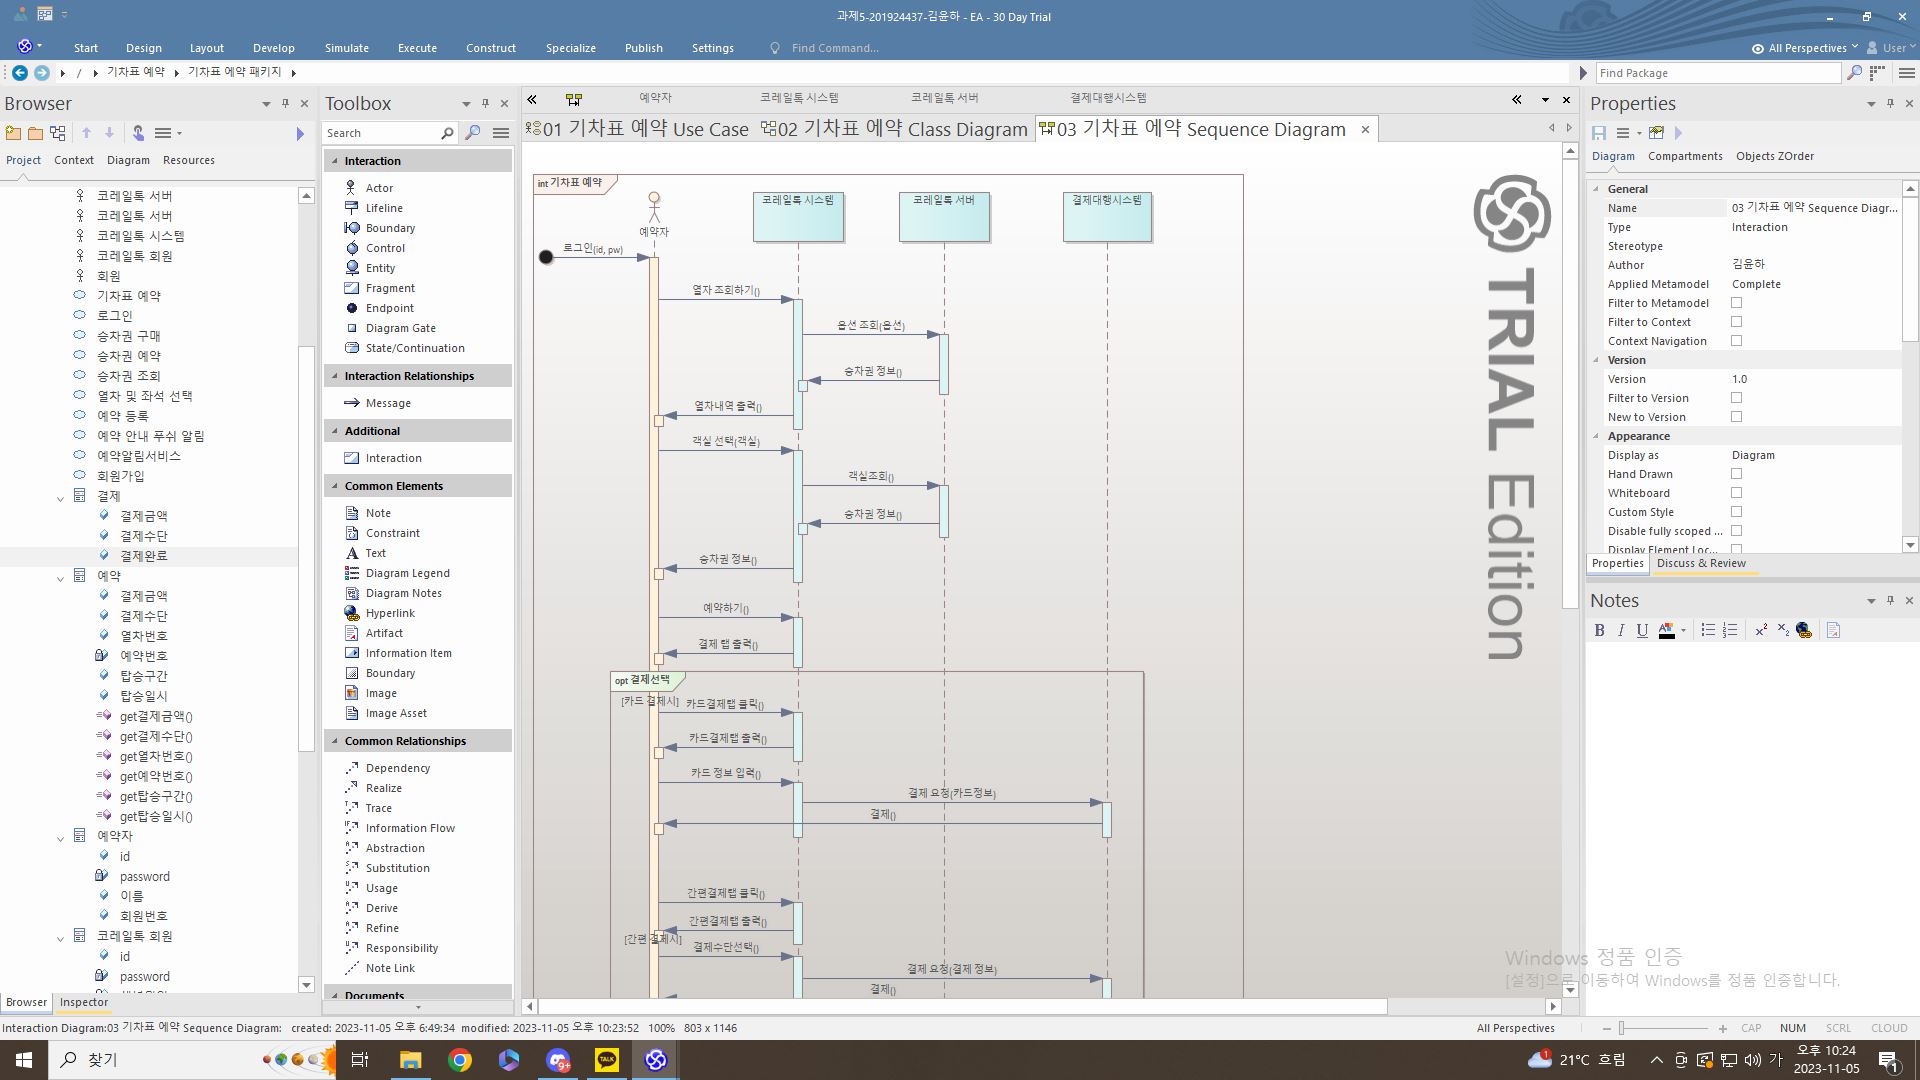 과제5-201924437-김윤하 - EA - 30 Day Trial
Start Design Layout Develop Simulate Execute Construct Specialize Publish Settings Find Command...
All Perspectives User
/ 기차표 예약 기차표 예약 패키지
Find Package
Browser
Project Context Diagram Resources
코레일톡 서버
코레일톡 서버
코레일톡 시스템
코레일톡 회원
회원
기차표 예약
로그인
승차권 구매
승차권 예약
승차권 조회
열차 및 좌석 선택
예약 등록
예약 안내 푸쉬 알림
예약알림서비스
회원가입
결제
결제금액
결제수단
결제완료
예약
결제금액
결제수단
열차번호
예약번호
탑승구간
탑승일시
get결제금액()
get결제수단()
get열차번호()
get예약번호()
get탑승구간()
get탑승일시()
예약자
id
password
이름
회원번호
코레일톡 회원
id
password
Browser Inspector
Toolbox
Search
Interaction
Actor
Lifeline
Boundary
Control
Entity
Fragment
Endpoint
Diagram Gate
State/Continuation
Interaction Relationships
Message
Additional
Interaction
Common Elements
Note
Constraint
Text
Diagram Legend
Diagram Notes
Hyperlink
Artifact
Information Item
Boundary
Image
Image Asset
Common Relationships
Dependency
Realize
Trace
Information Flow
Abstraction
Substitution
Usage
Derive
Refine
Responsibility
Note Link
Documents
예약자 코레일톡 시스템 코레일톡 서버 결제대행시스템
01 기차표 예약 Use Case 02 기차표 예약 Class Diagram 03 기차표 예약 Sequence Diagram
int 기차표 예약
예약자
코레일톡 시스템
코레일톡 서버
결제대행시스템
로그인(id, pw)
열자 조회하기()
옵션 조회(옵션)
승차권 정보()
열차내역 출력()
객실 선택(객실)
객실조회()
승차권 정보()
승차권 정보()
예약하기()
결제 탭 출력()
opt 결제선택
[카드 결제시]
카드결제탭 클릭()
카드결제탭 출력()
카드 정보 입력()
결제 요청(카드정보)
결제()
간편결제탭 클릭()
간편결제탭 출력()
[간편 결제시]
결제수단선택()
결제 요청(결제 정보)
결제()
TRIAL Edition
Properties
Diagram Compartments Objects ZOrder
General
Name 03 기차표 예약 Sequence Diagr...
Type Interaction
Stereotype
Author 김윤하
Applied Metamodel Complete
Filter to Metamodel
Filter to Context
Context Navigation
Version
Version 1.0
Filter to Version
New to Version
Appearance
Display as Diagram
Hand Drawn
Whiteboard
Custom Style
Disable fully scoped ...
Display Element Loc...
Properties Discuss & Review
Notes
B I U A x² x₂
Windows 정품 인증
[설정]으로 이동하여 Windows를 정품 인증합니다.
Interaction Diagram:03 기차표 예약 Sequence Diagram: created: 2023-11-05 오후 6:49:34 modified: 2023-11-05 오후 10:23:52 100% 803 x 1146
All Perspectives CAP NUM SCRL CLOUD
찾기
9+
TALK
1
21°C 흐림
가
오후 10:24
2023-11-05
1